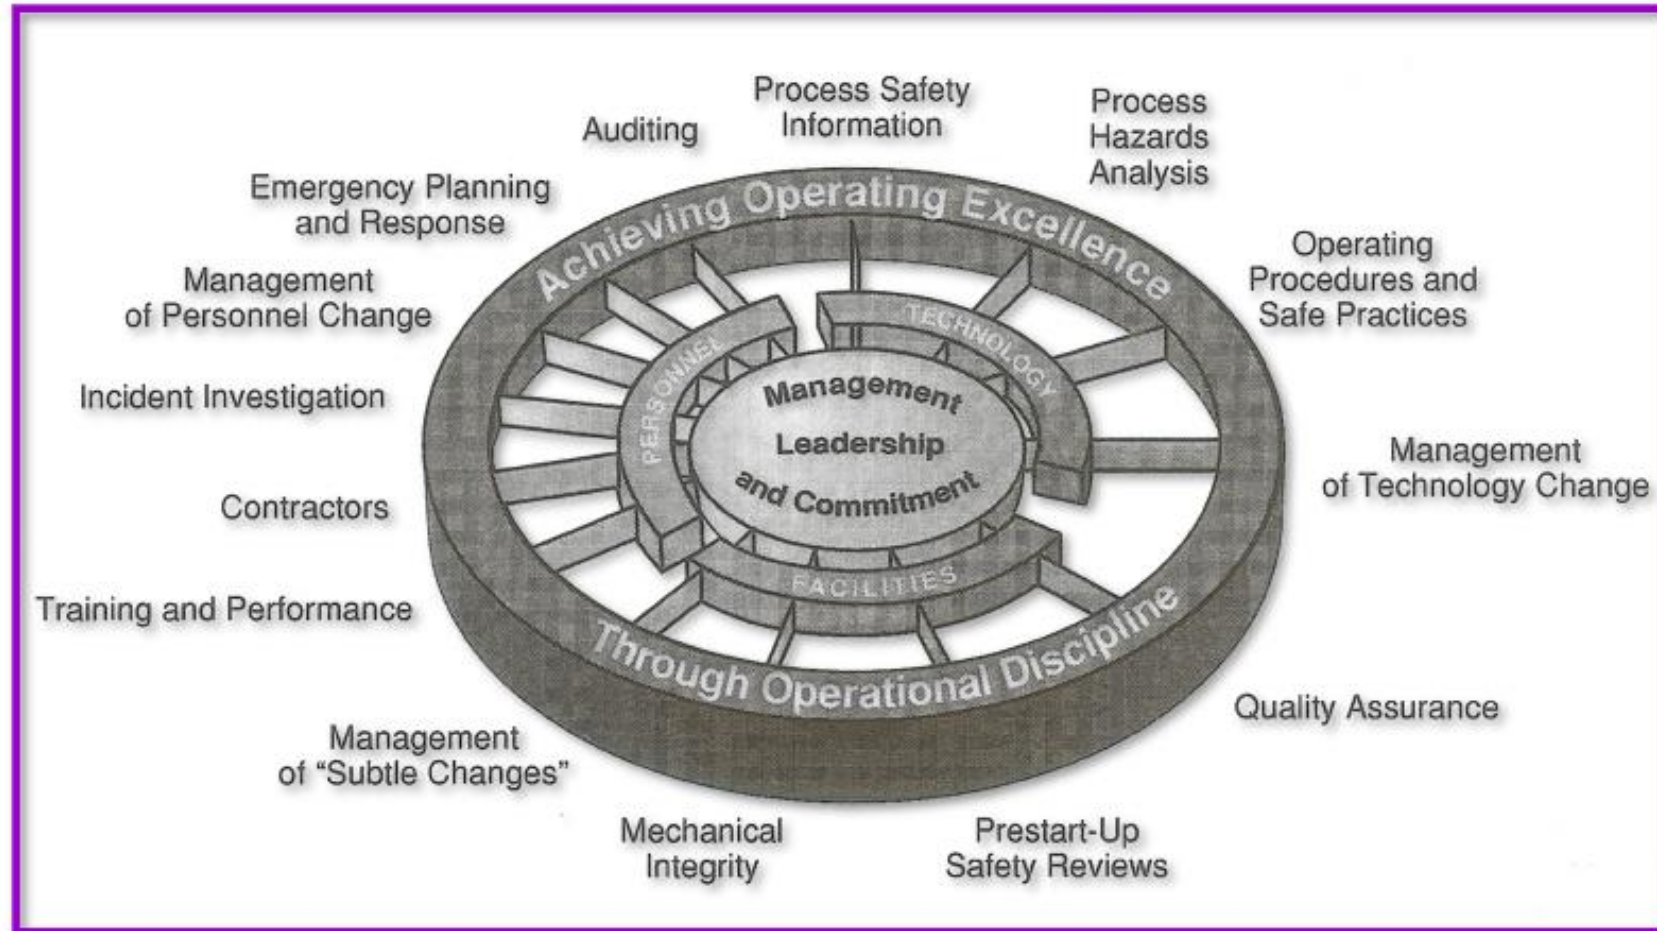 Process Safety
Information
Process
Hazards
Analysis
Operating
Procedures and
Safe Practices
Management
of Technology Change
Quality Assurance
Prestart-Up
Safety Reviews
Mechanical
Integrity
Management
of “Subtle Changes”
Training and Performance
Contractors
Incident Investigation
Management
of Personnel Change
Emergency Planning
and Response
Auditing
Achieving Operating Excellence
Through Operational Discipline
PERSONNEL
TECHNOLOGY
FACILITIES
Management
Leadership
and Commitment